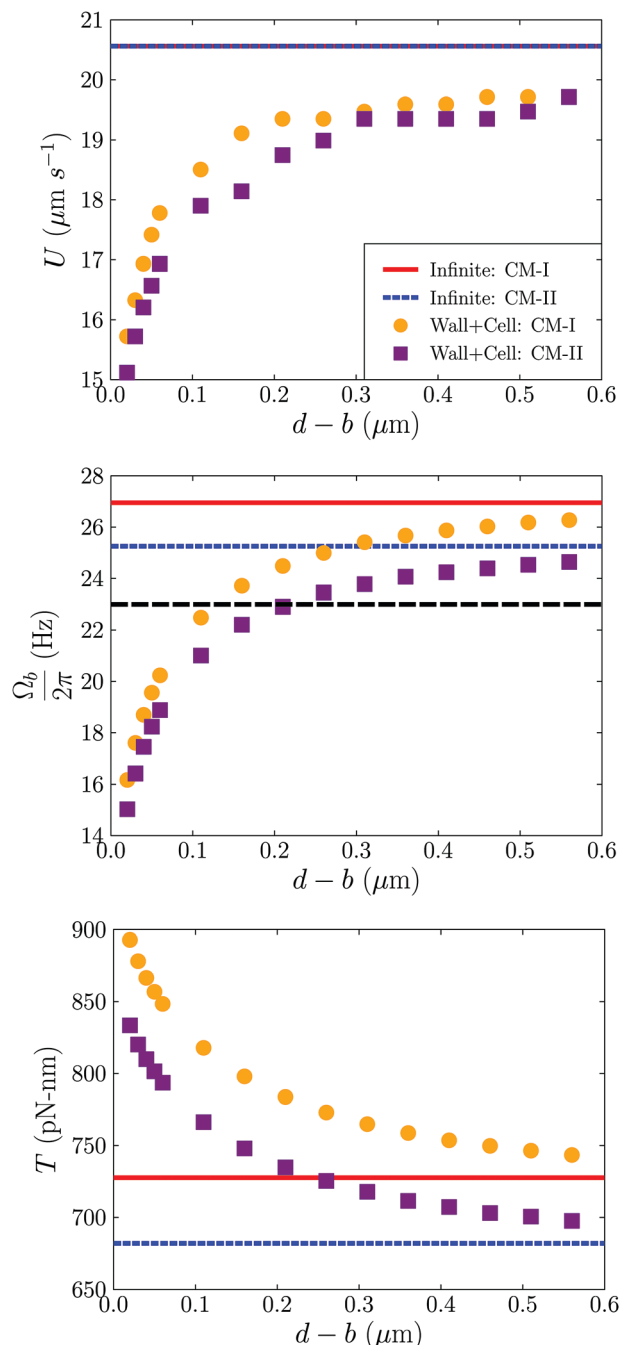 21
20
19
18
17
16
15
U (μm s⁻¹)
Infinite: CM-I
Infinite: CM-II
Wall+Cell: CM-I
Wall+Cell: CM-II
0.0 0.1 0.2 0.3 0.4 0.5 0.6
d − b (μm)
28
26
24
22
20
18
16
14
Ω_b/2π (Hz)
0.0 0.1 0.2 0.3 0.4 0.5 0.6
d − b (μm)
900
850
800
750
700
650
T (pN-nm)
0.0 0.1 0.2 0.3 0.4 0.5 0.6
d − b (μm)